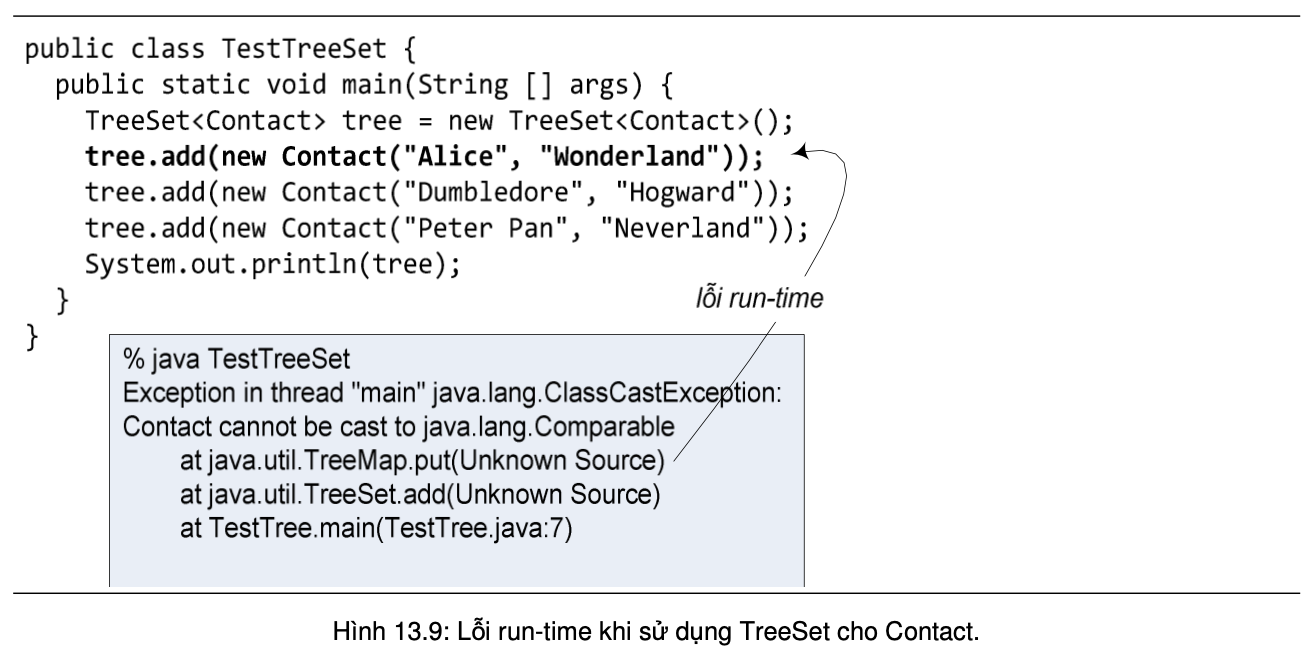 public class TestTreeSet {
public static void main(String [] args) {
TreeSet<Contact> tree = new TreeSet<Contact>();
tree.add(new Contact("Alice", "Wonderland"));
tree.add(new Contact("Dumbledore", "Hogward"));
tree.add(new Contact("Peter Pan", "Neverland"));
System.out.println(tree);
}
}
lỗi run-time
% java TestTreeSet
Exception in thread "main" java.lang.ClassCastException:
Contact cannot be cast to java.lang.Comparable
at java.util.TreeMap.put(Unknown Source)
at java.util.TreeSet.add(Unknown Source)
at TestTree.main(TestTree.java:7)
Hình 13.9: Lỗi run-time khi sử dụng TreeSet cho Contact.